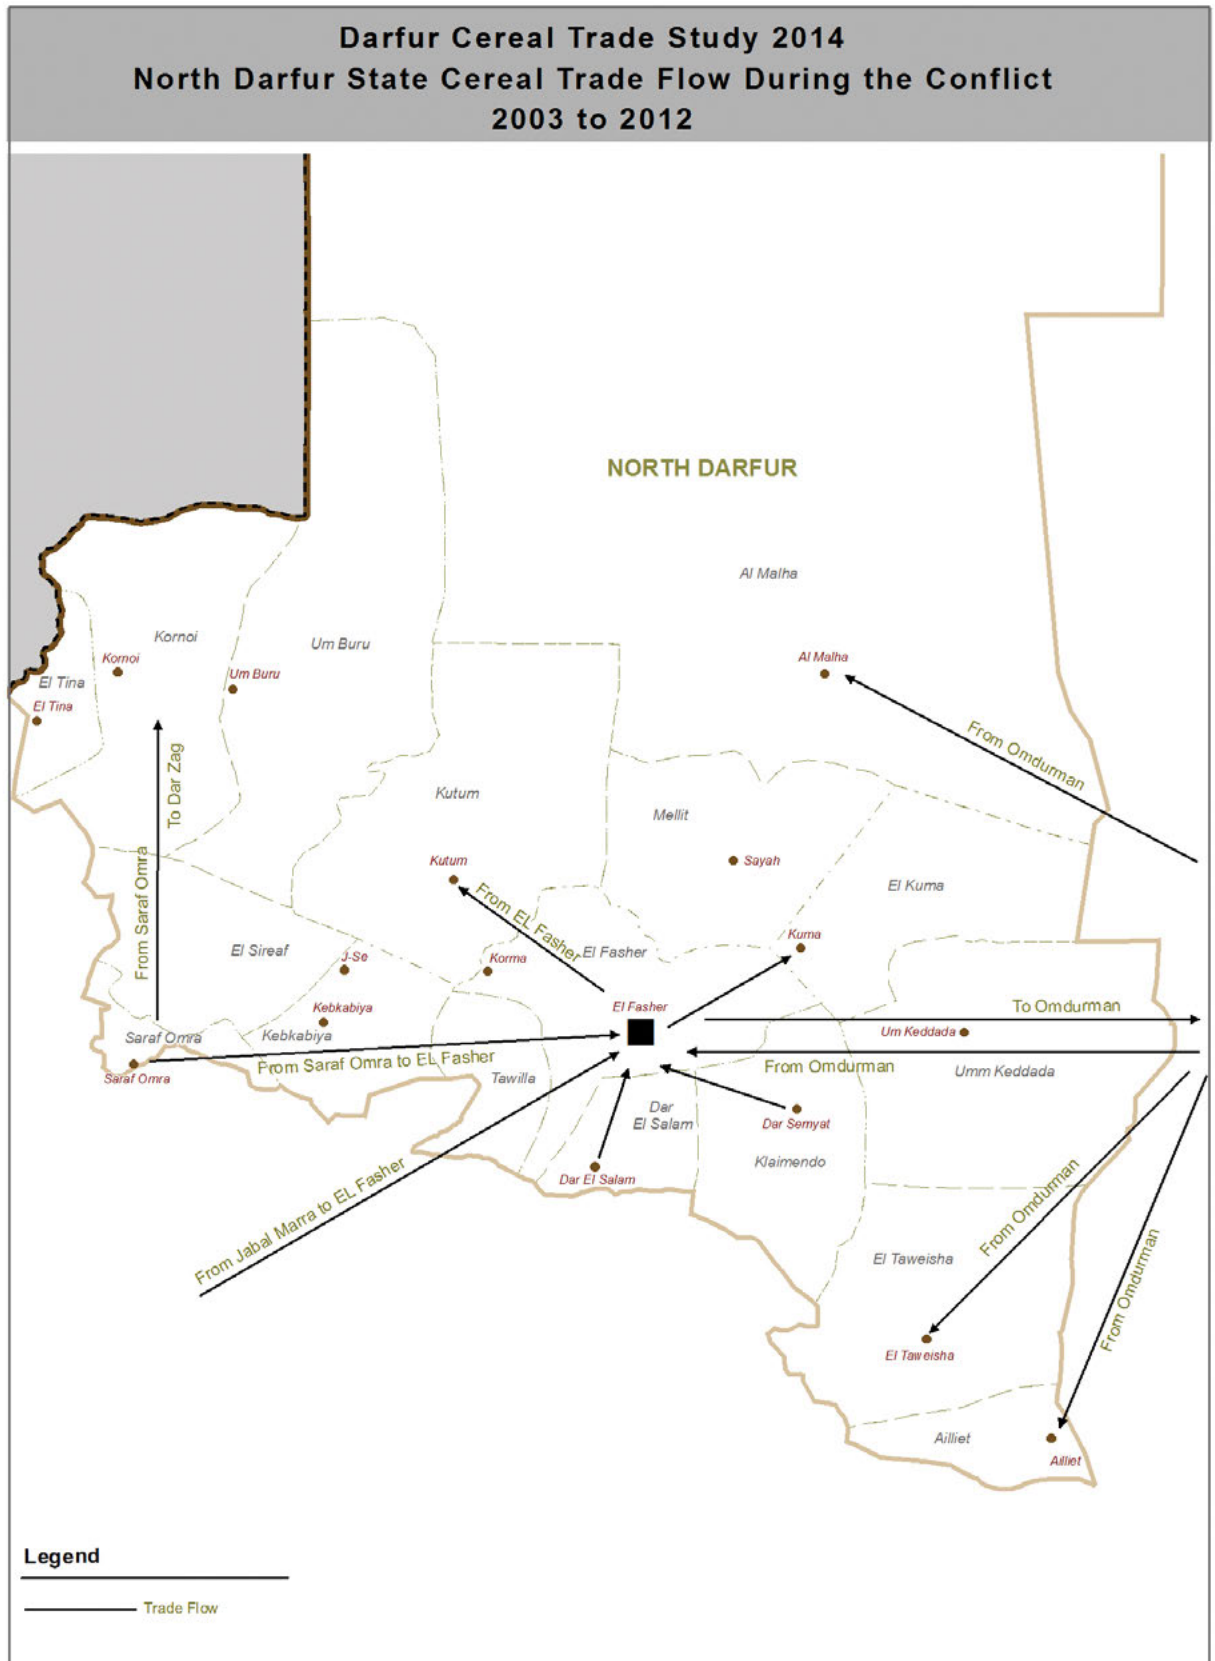 Darfur Cereal Trade Study 2014
North Darfur State Cereal Trade Flow During the Conflict
2003 to 2012
NORTH DARFUR
Al Malha
Kornoi
Um Buru
Kornoi
Al Malha
Um Buru
El Tina
El Tina
From Omdurman
To Dar Zag
Kutum
Mellit
Kutum
Sayah
El Kuma
From Saraf Omra
From EL Fasher
Kuma
El Sireaf
J-Se
Korma
El Fasher
Kebkabiya
El Fasher
To Omdurman
Saraf Omra
Kebkabiya
Um Keddada
From Saraf Omra to EL Fasher
From Omdurman
Umm Keddada
Saraf Omra
Tawilla
Dar
El Salam
Dar Semyat
Klaimendo
Dar El Salam
From Jabal Marra to EL Fasher
From Omdurman
El Taweisha
From Omdurman
El Taweisha
Ailliet
Ailliet
Legend
Trade Flow